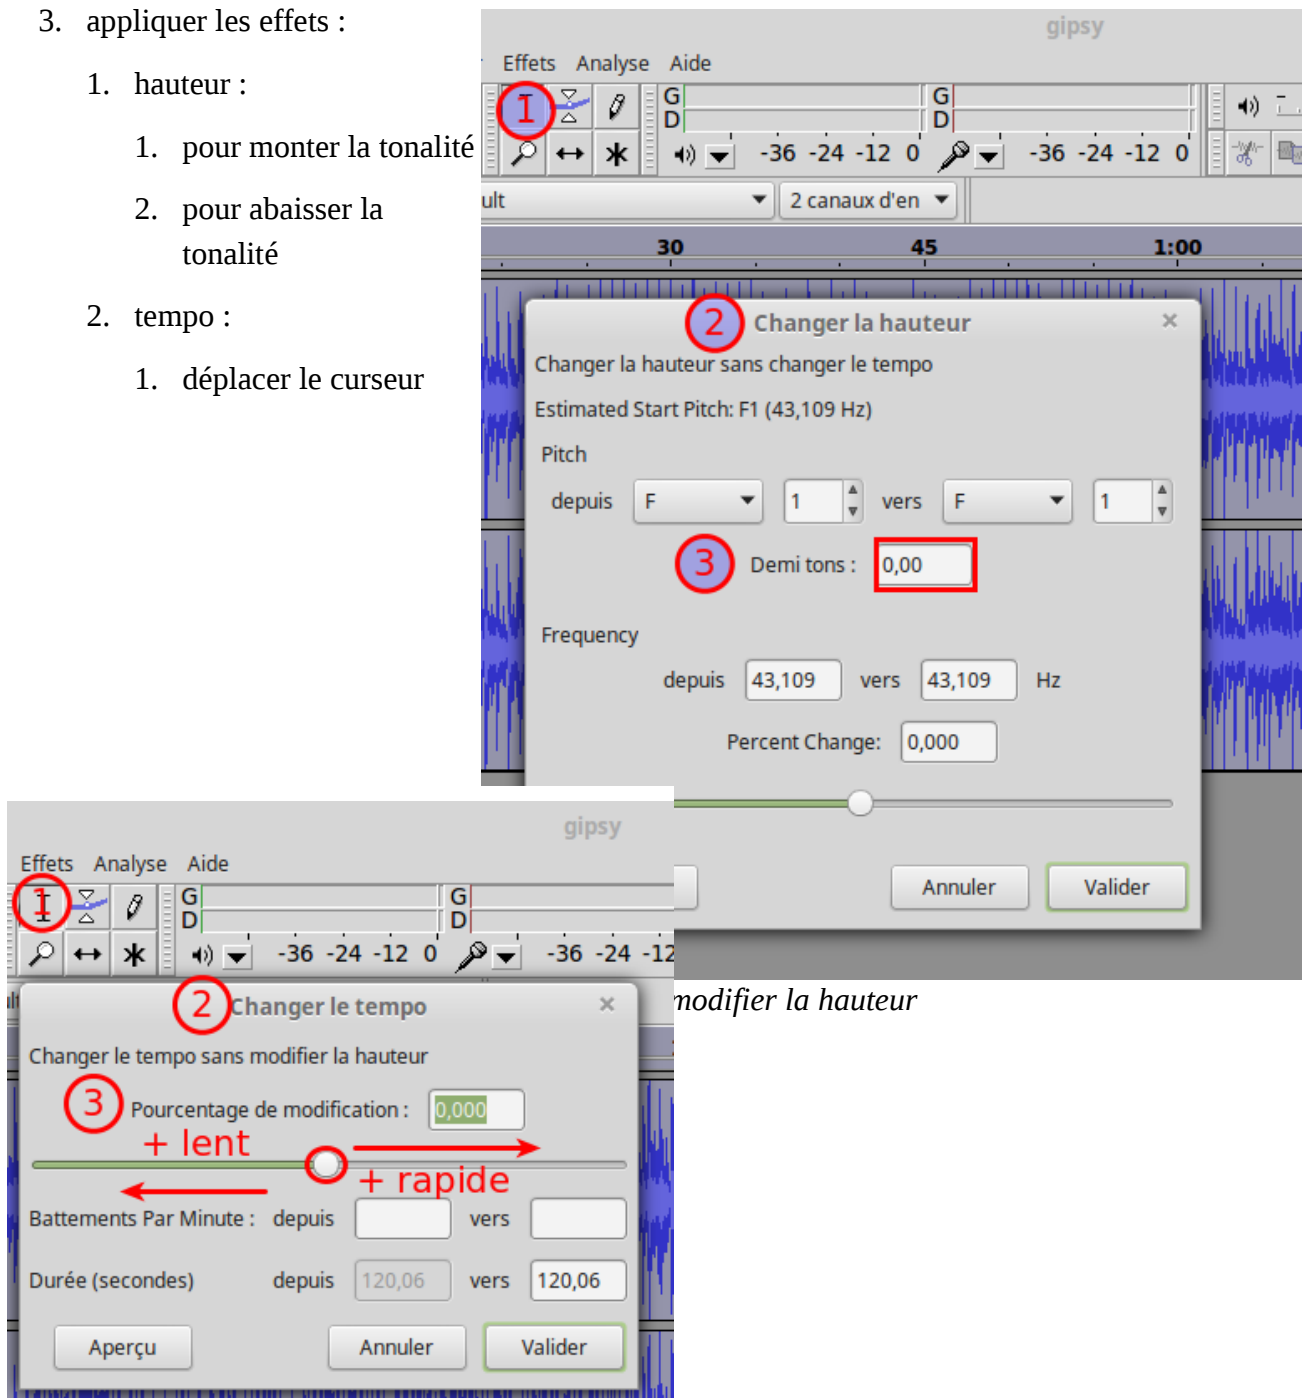 3. appliquer les effets :
1. hauteur :
1. pour monter la tonalité
2. pour abaisser la
tonalité
2. tempo :
1. déplacer le curseur
gipsy
Effets Analyse Aide
1
G G
D D
-36 -24 -12 0 -36 -24 -12 0
ult 2 canaux d'en
30 45 1:00
2 Changer la hauteur
Changer la hauteur sans changer le tempo
Estimated Start Pitch: F1 (43,109 Hz)
Pitch
depuis F 1 vers F 1
3 Demi tons : 0,00
Frequency
depuis 43,109 vers 43,109 Hz
Percent Change: 0,000
Annuler Valider
modifier la hauteur
gipsy
Effets Analyse Aide
1
G G
D D
-36 -24 -12 0 -36 -24 -12
2 Changer le tempo
Changer le tempo sans modifier la hauteur
3 Pourcentage de modification : 0,000
+ lent
+ rapide
Battements Par Minute : depuis vers
Durée (secondes) depuis 120,06 vers 120,06
Aperçu Annuler Valider